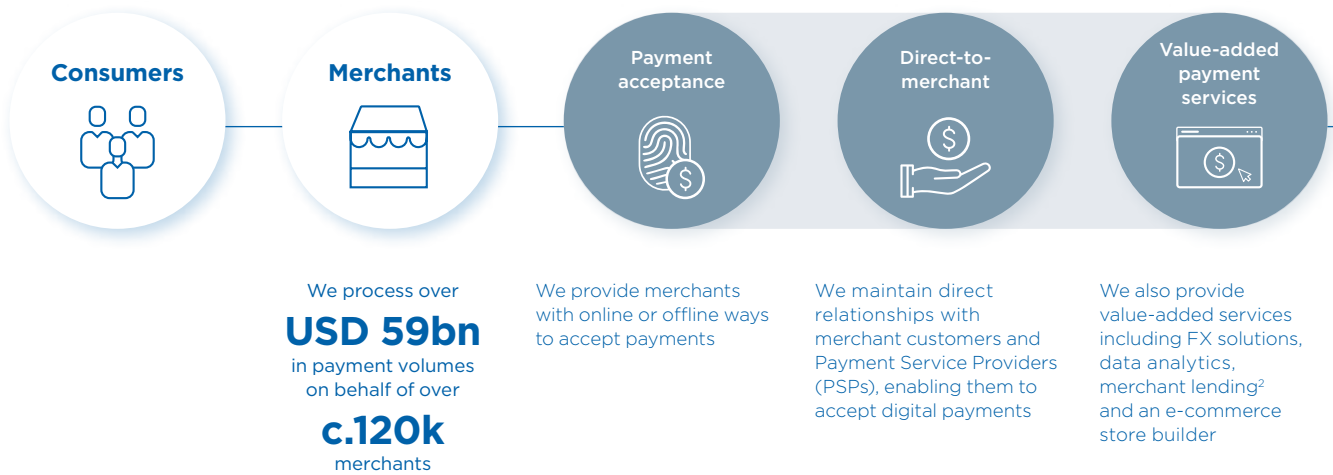 Consumers
Merchants
Payment
acceptance
Direct-to-
merchant
Value-added
payment
services
$
$
$
We process over
USD 59bn
in payment volumes
on behalf of over
c.120k
merchants
We provide merchants
with online or offline ways
to accept payments
We maintain direct
relationships with
merchant customers and
Payment Service Providers
(PSPs), enabling them to
accept digital payments
We also provide
value-added services
including FX solutions,
data analytics,
merchant lending²
and an e-commerce
store builder